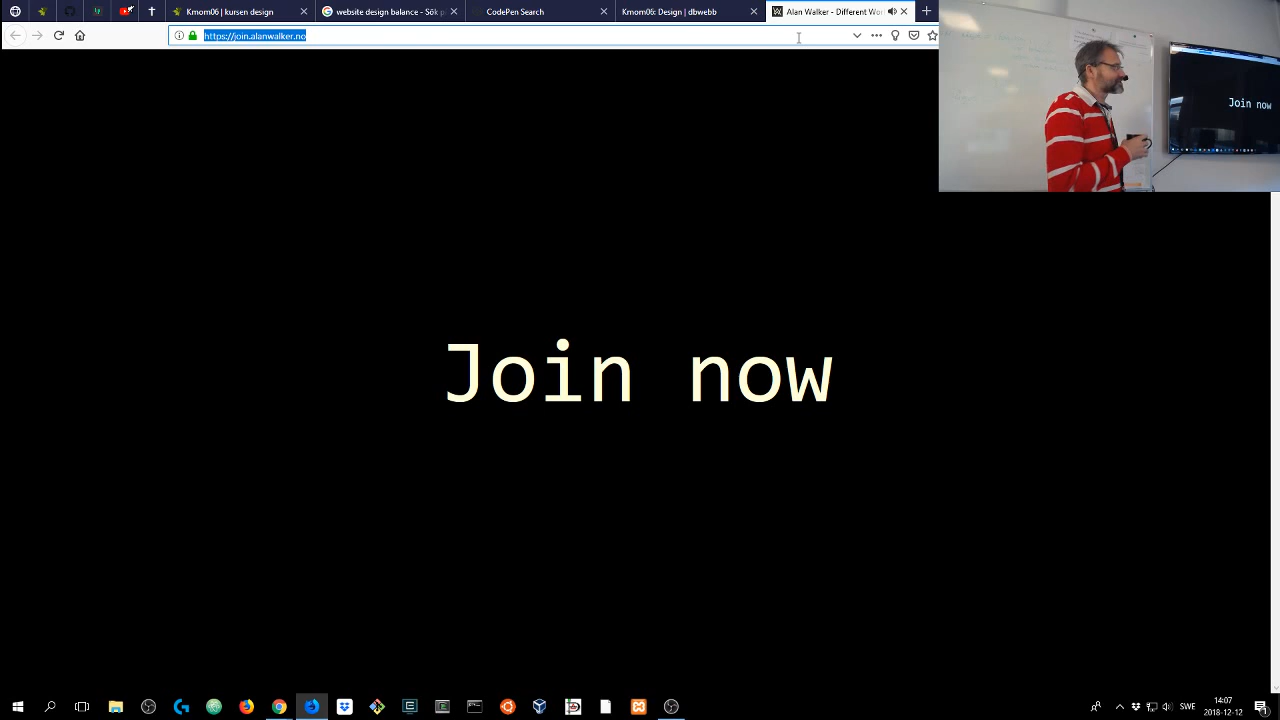 Kmom06 | kursen design
website design balance - Sök p
CodePen Search
Kmom06: Design | dbwebb
Alan Walker - Different Wor
https://join.alanwalker.no
Join now
Join now
SWE
14:07
2018-12-12